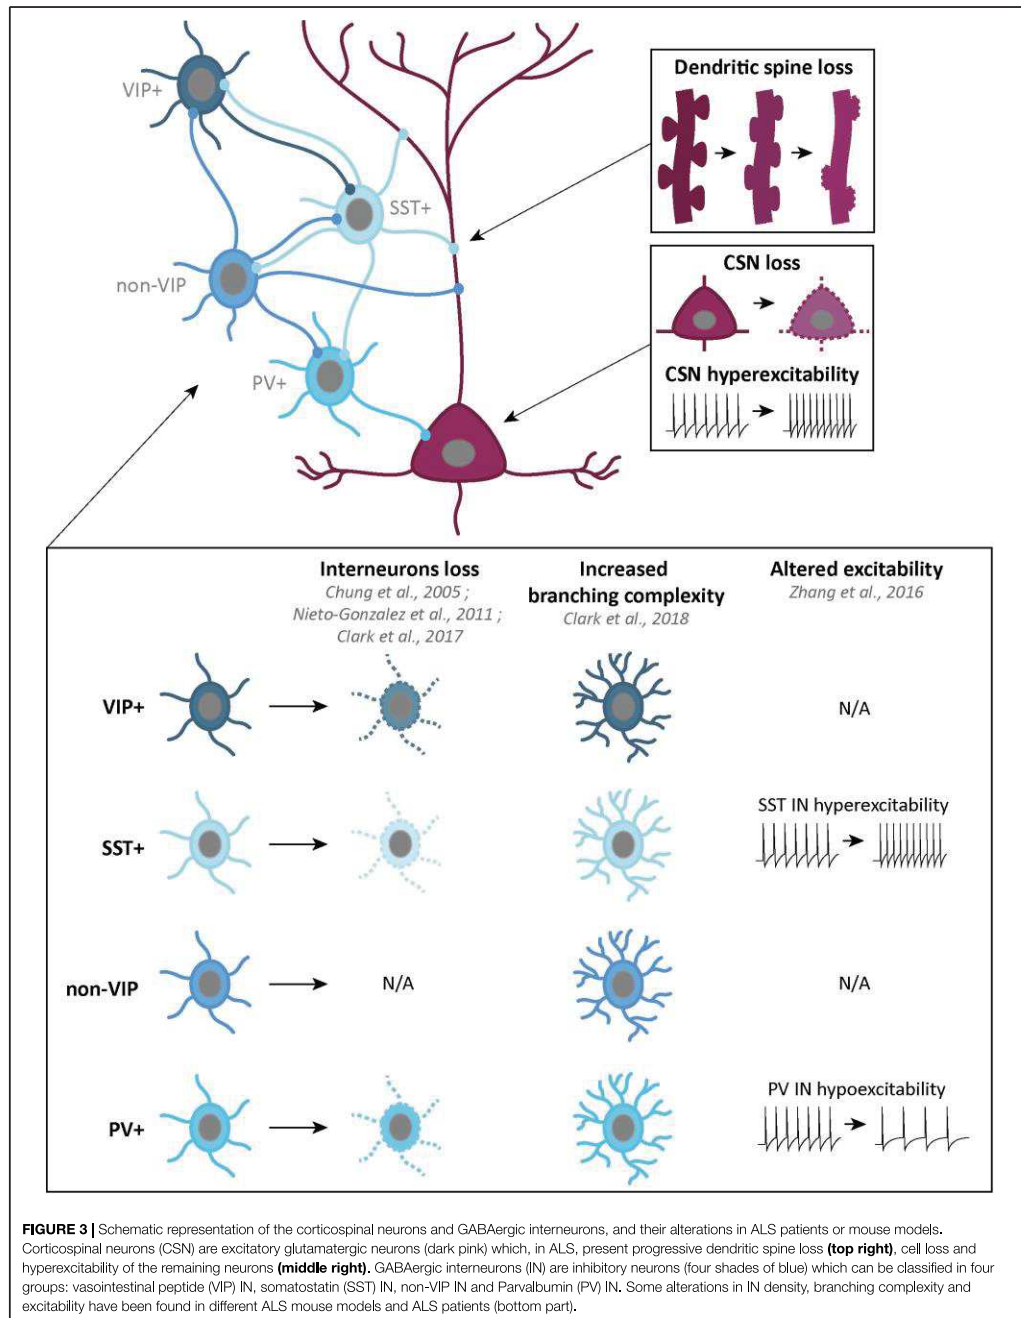 VIP+
SST+
non-VIP
PV+
Dendritic spine loss
CSN loss
CSN hyperexcitability
Interneurons loss
Chung et al., 2005 ;
Nieto-Gonzalez et al., 2011 ;
Clark et al., 2017
Increased
branching complexity
Clark et al., 2018
Altered excitability
Zhang et al., 2016
VIP+
N/A
SST+
SST IN hyperexcitability
non-VIP
N/A
N/A
PV+
PV IN hypoexcitability
FIGURE 3 | Schematic representation of the corticospinal neurons and GABAergic interneurons, and their alterations in ALS patients or mouse models.
Corticospinal neurons (CSN) are excitatory glutamatergic neurons (dark pink) which, in ALS, present progressive dendritic spine loss (top right), cell loss and
hyperexcitability of the remaining neurons (middle right). GABAergic interneurons (IN) are inhibitory neurons (four shades of blue) which can be classified in four
groups: vasointestinal peptide (VIP) IN, somatostatin (SST) IN, non-VIP IN and Parvalbumin (PV) IN. Some alterations in IN density, branching complexity and
excitability have been found in different ALS mouse models and ALS patients (bottom part).